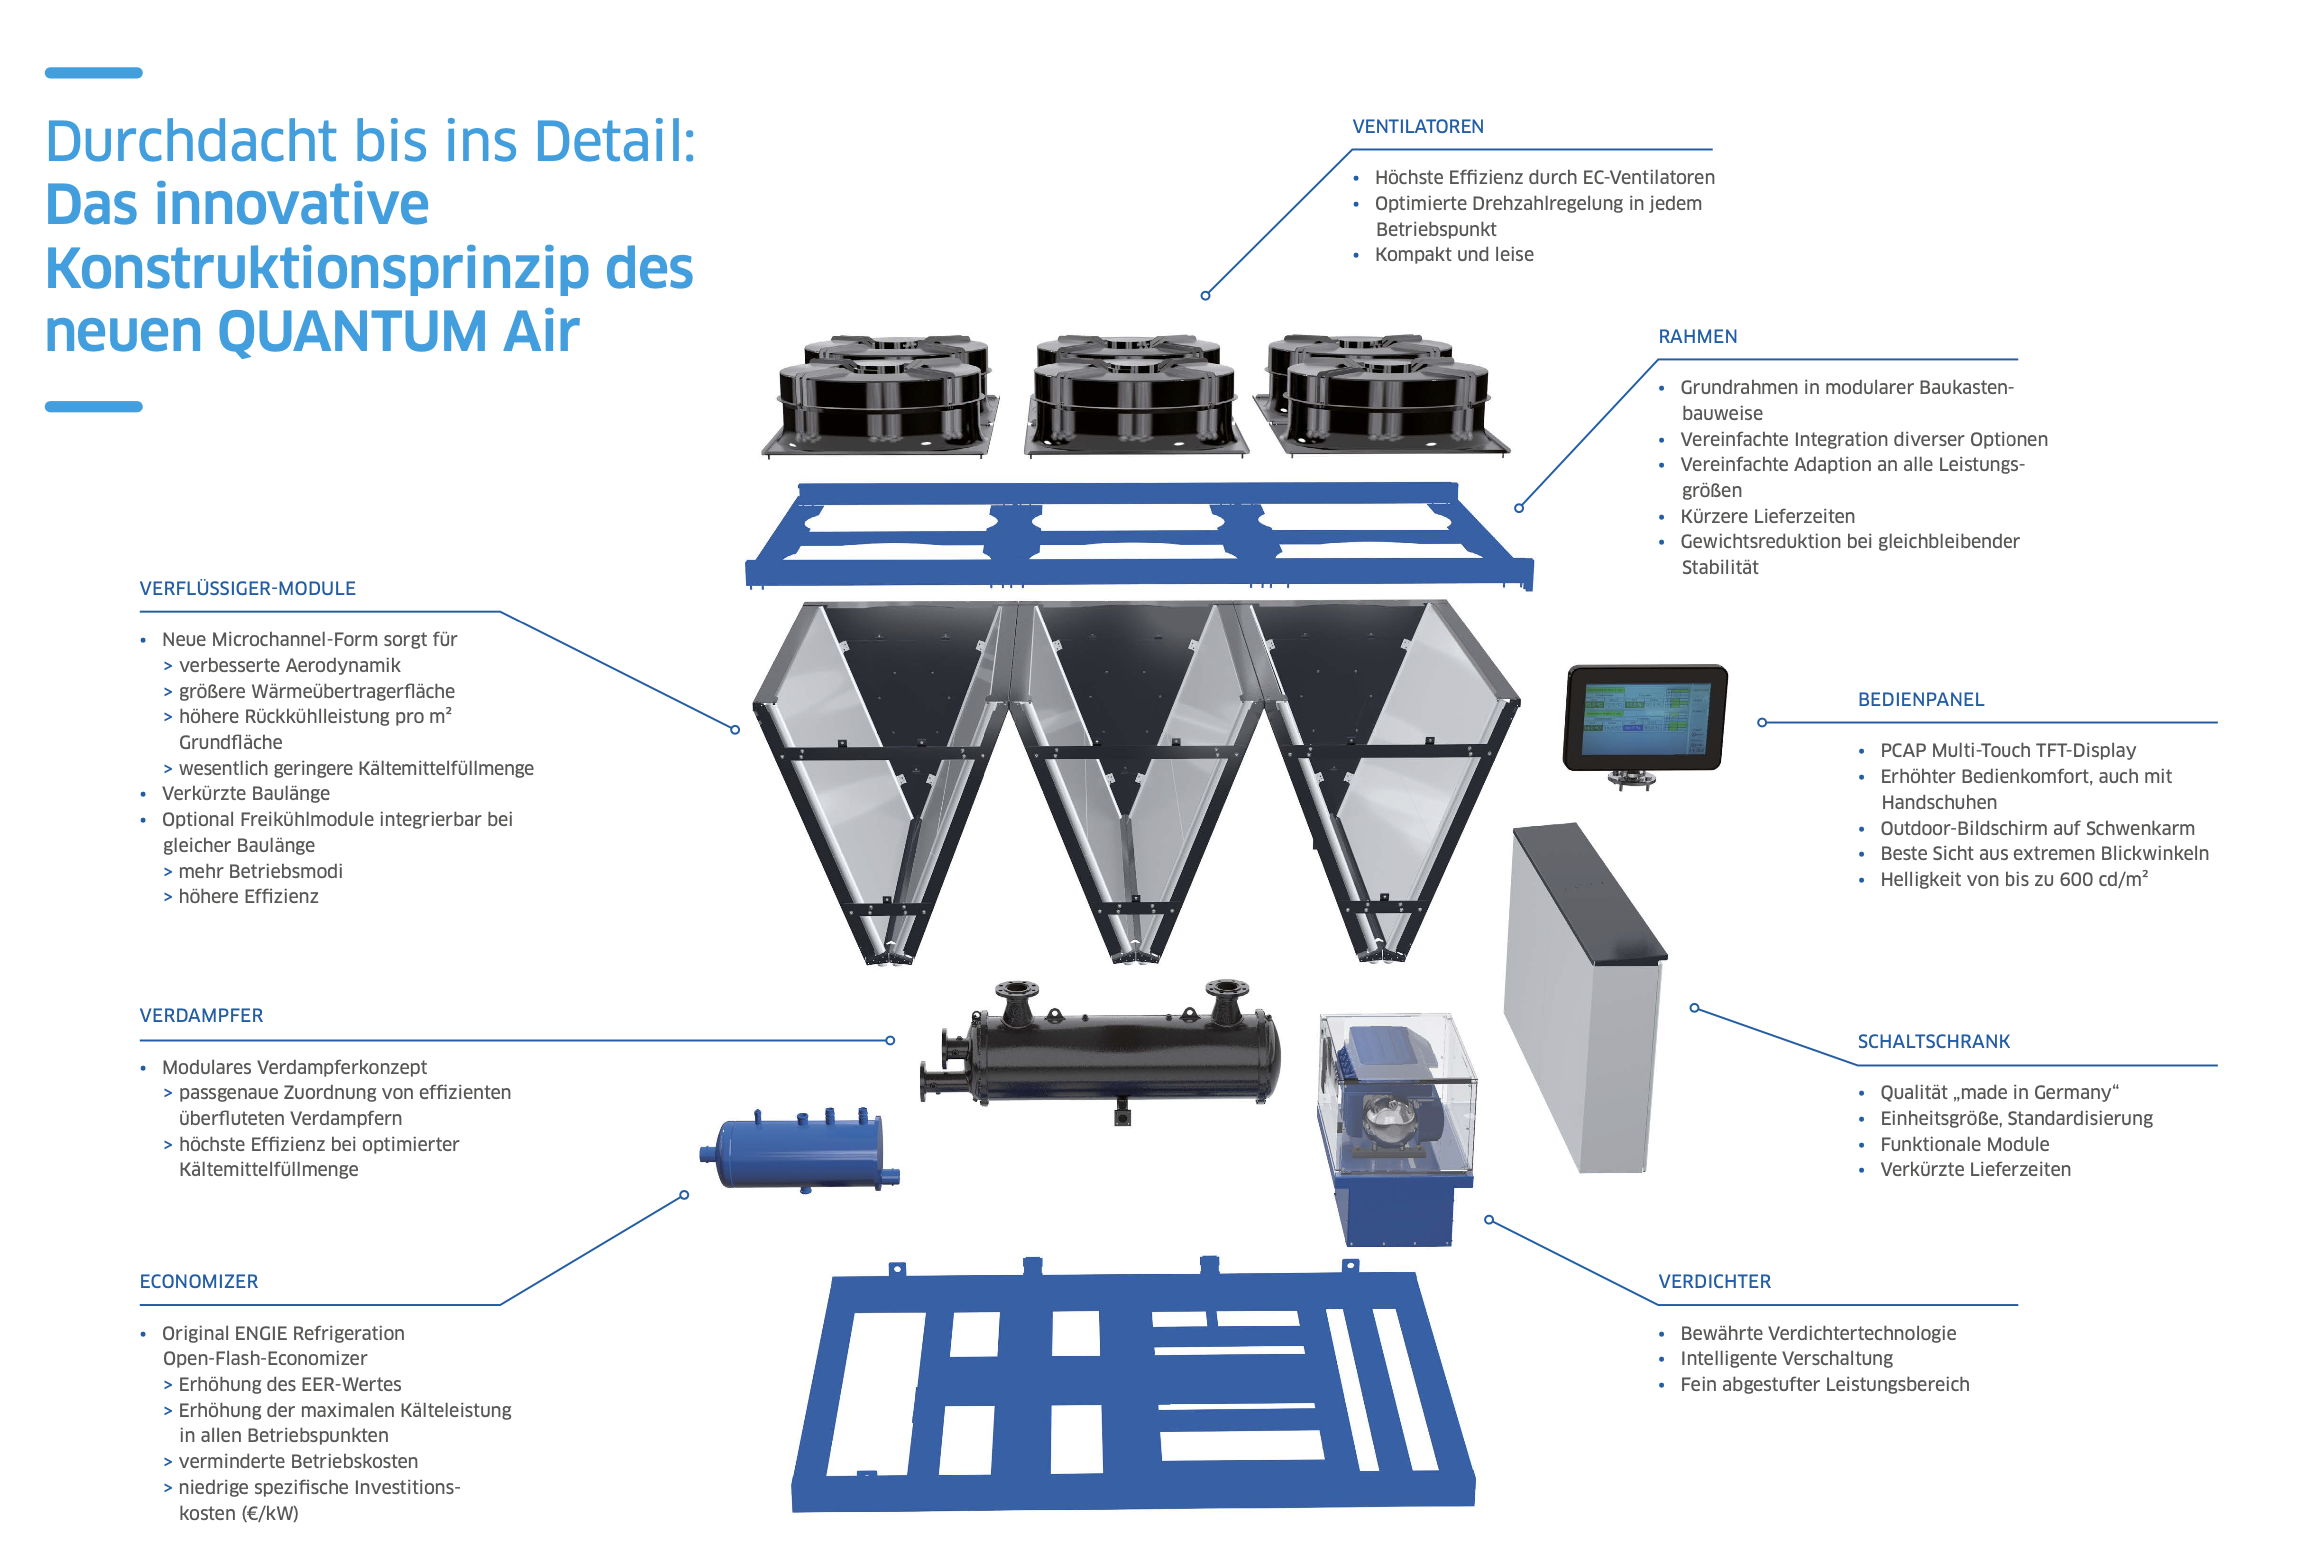 Durchdacht bis ins Detail:
Das innovative
Konstruktionsprinzip des
neuen QUANTUM Air
VENTILATOREN
• Höchste Effizienz durch EC-Ventilatoren
• Optimierte Drehzahlregelung in jedem
Betriebspunkt
• Kompakt und leise
RAHMEN
• Grundrahmen in modularer Baukasten-
bauweise
• Vereinfachte Integration diverser Optionen
• Vereinfachte Adaption an alle Leistungs-
größen
• Kürzere Lieferzeiten
• Gewichtsreduktion bei gleichbleibender
Stabilität
VERFLÜSSIGER-MODULE
• Neue Microchannel-Form sorgt für
> verbesserte Aerodynamik
> größere Wärmeübertragerfläche
> höhere Rückkühlleistung pro m²
Grundfläche
> wesentlich geringere Kältemittelfüllmenge
• Verkürzte Baulänge
• Optional Freikühlmodule integrierbar bei
gleicher Baulänge
> mehr Betriebsmodi
> höhere Effizienz
BEDIENPANEL
• PCAP Multi-Touch TFT-Display
• Erhöhter Bedienkomfort, auch mit
Handschuhen
• Outdoor-Bildschirm auf Schwenkarm
• Beste Sicht aus extremen Blickwinkeln
• Helligkeit von bis zu 600 cd/m²
VERDAMPFER
• Modulares Verdampferkonzept
> passgenaue Zuordnung von effizienten
überfluteten Verdampfern
> höchste Effizienz bei optimierter
Kältemittelfüllmenge
SCHALTSCHRANK
• Qualität „made in Germany“
• Einheitsgröße, Standardisierung
• Funktionale Module
• Verkürzte Lieferzeiten
ECONOMIZER
• Original ENGIE Refrigeration
Open-Flash-Economizer
> Erhöhung des EER-Wertes
> Erhöhung der maximalen Kälteleistung
in allen Betriebspunkten
> verminderte Betriebskosten
> niedrige spezifische Investitions-
kosten (€/kW)
VERDICHTER
• Bewährte Verdichtertechnologie
• Intelligente Verschaltung
• Fein abgestufter Leistungsbereich